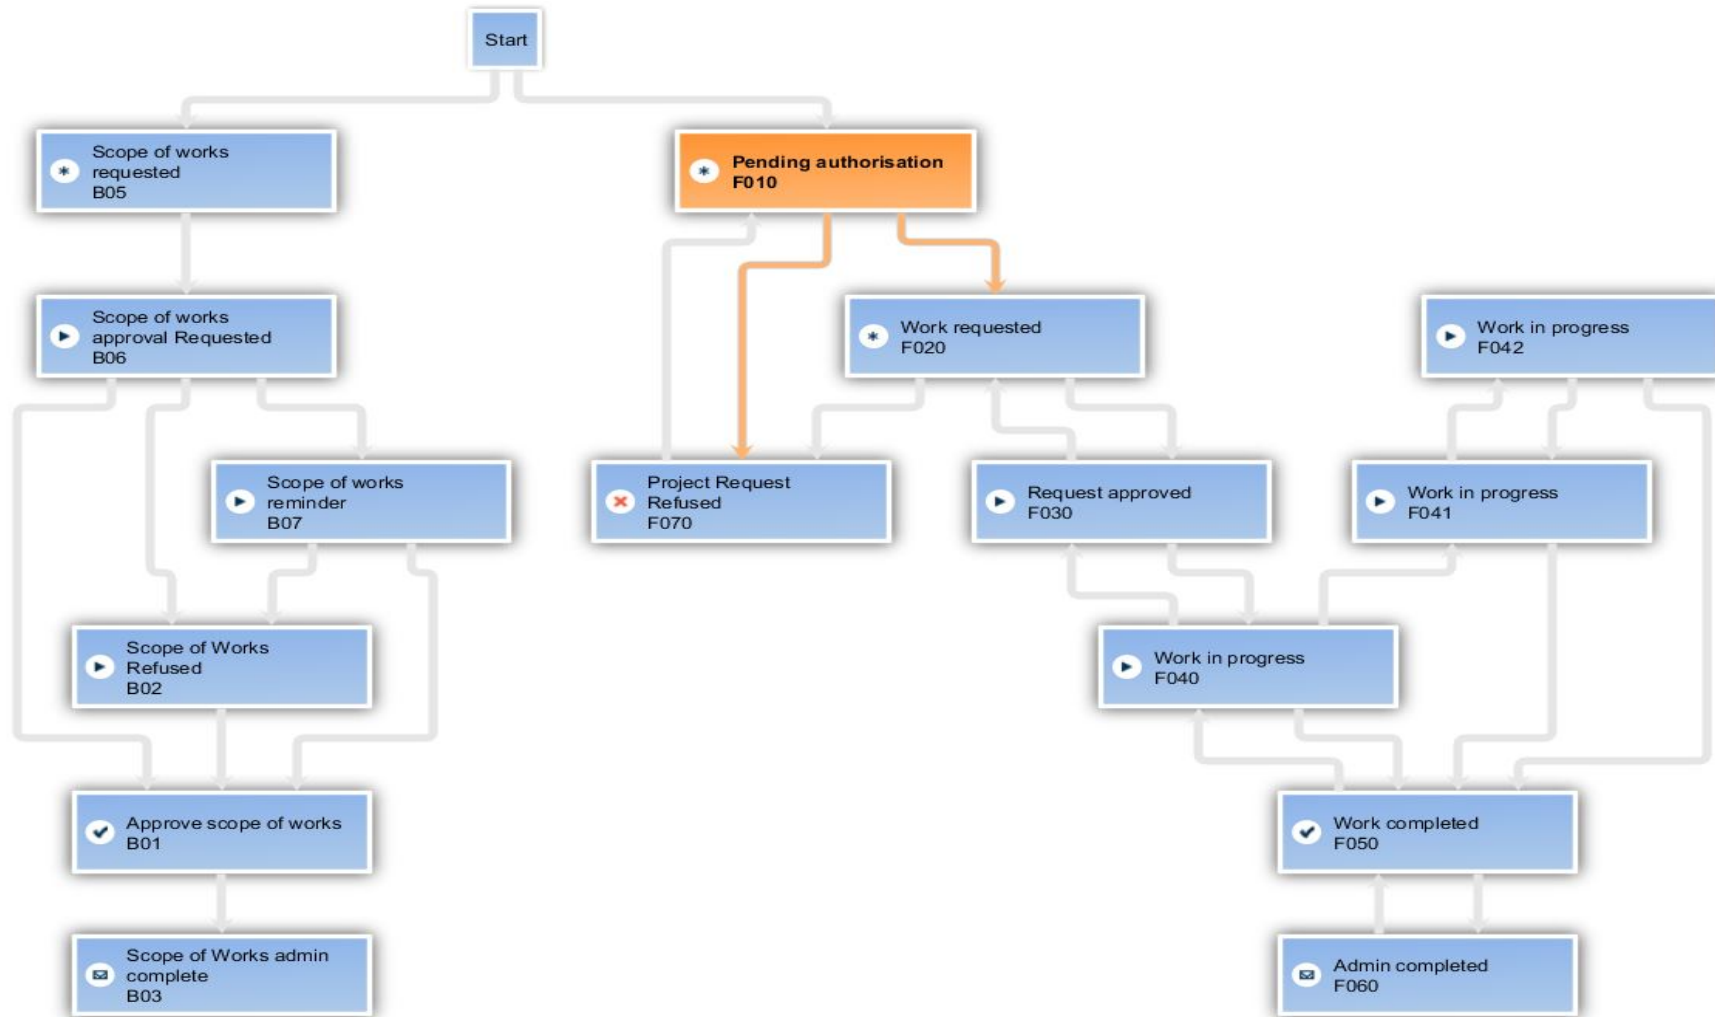 Start
Scope of works
requested
B05
Pending authorisation
F010
Scope of works
approval Requested
B06
Work requested
F020
Work in progress
F042
Scope of works
reminder
B07
Project Request
Refused
F070
Request approved
F030
Work in progress
F041
Scope of Works
Refused
B02
Work in progress
F040
Approve scope of works
B01
Work completed
F050
Scope of Works admin
complete
B03
Admin completed
F060